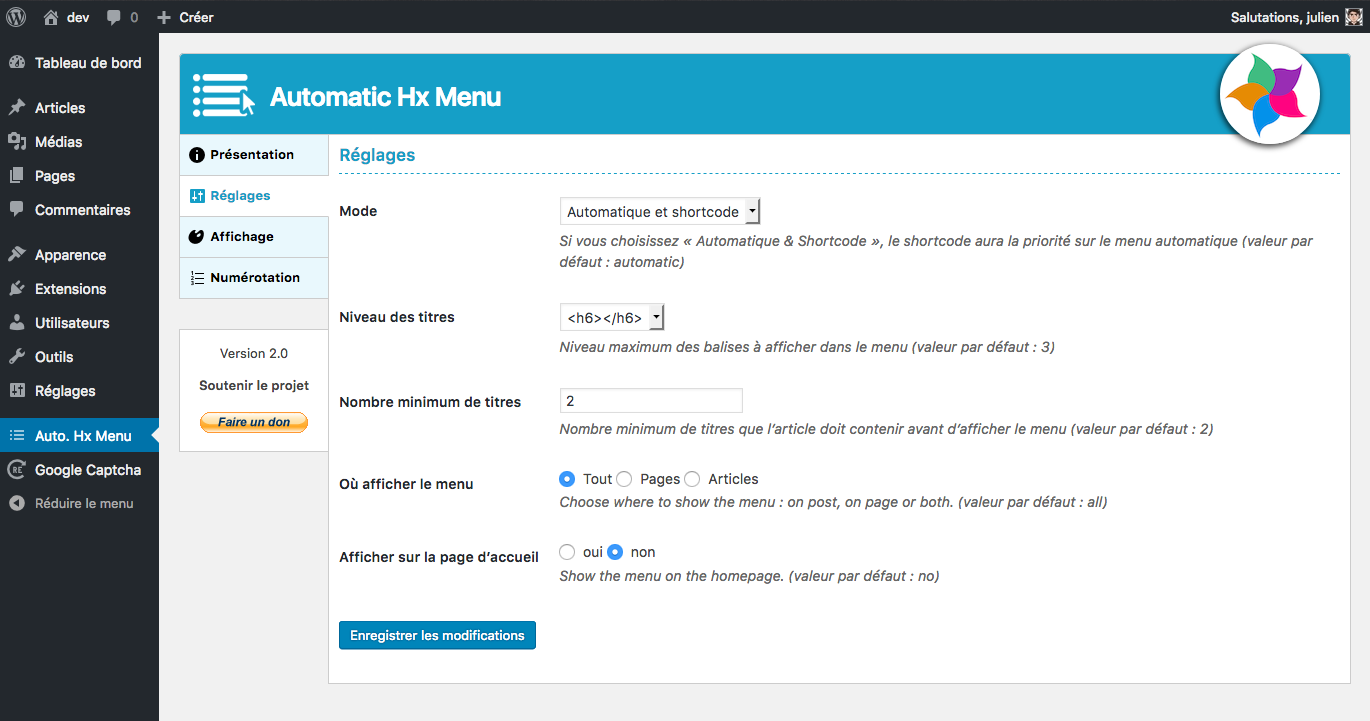 dev
0
Créer
Salutations, julien
Tableau de bord
Articles
Médias
Pages
Commentaires
Apparence
Extensions
Utilisateurs
Outils
Réglages
Auto. Hx Menu
Google Captcha
Réduire le menu
Automatic Hx Menu
Présentation
Réglages
Affichage
Numérotation
Version 2.0
Soutenir le projet
Faire un don
Réglages
Mode
Automatique et shortcode
Si vous choisissez « Automatique & Shortcode », le shortcode aura la priorité sur le menu automatique (valeur par
défaut : automatic)
Niveau des titres
<h6></h6>
Niveau maximum des balises à afficher dans le menu (valeur par défaut : 3)
Nombre minimum de titres
2
Nombre minimum de titres que l’article doit contenir avant d’afficher le menu (valeur par défaut : 2)
Où afficher le menu
Tout Pages Articles
Choose where to show the menu : on post, on page or both. (valeur par défaut : all)
Afficher sur la page d’accueil
oui non
Show the menu on the homepage. (valeur par défaut : no)
Enregistrer les modifications